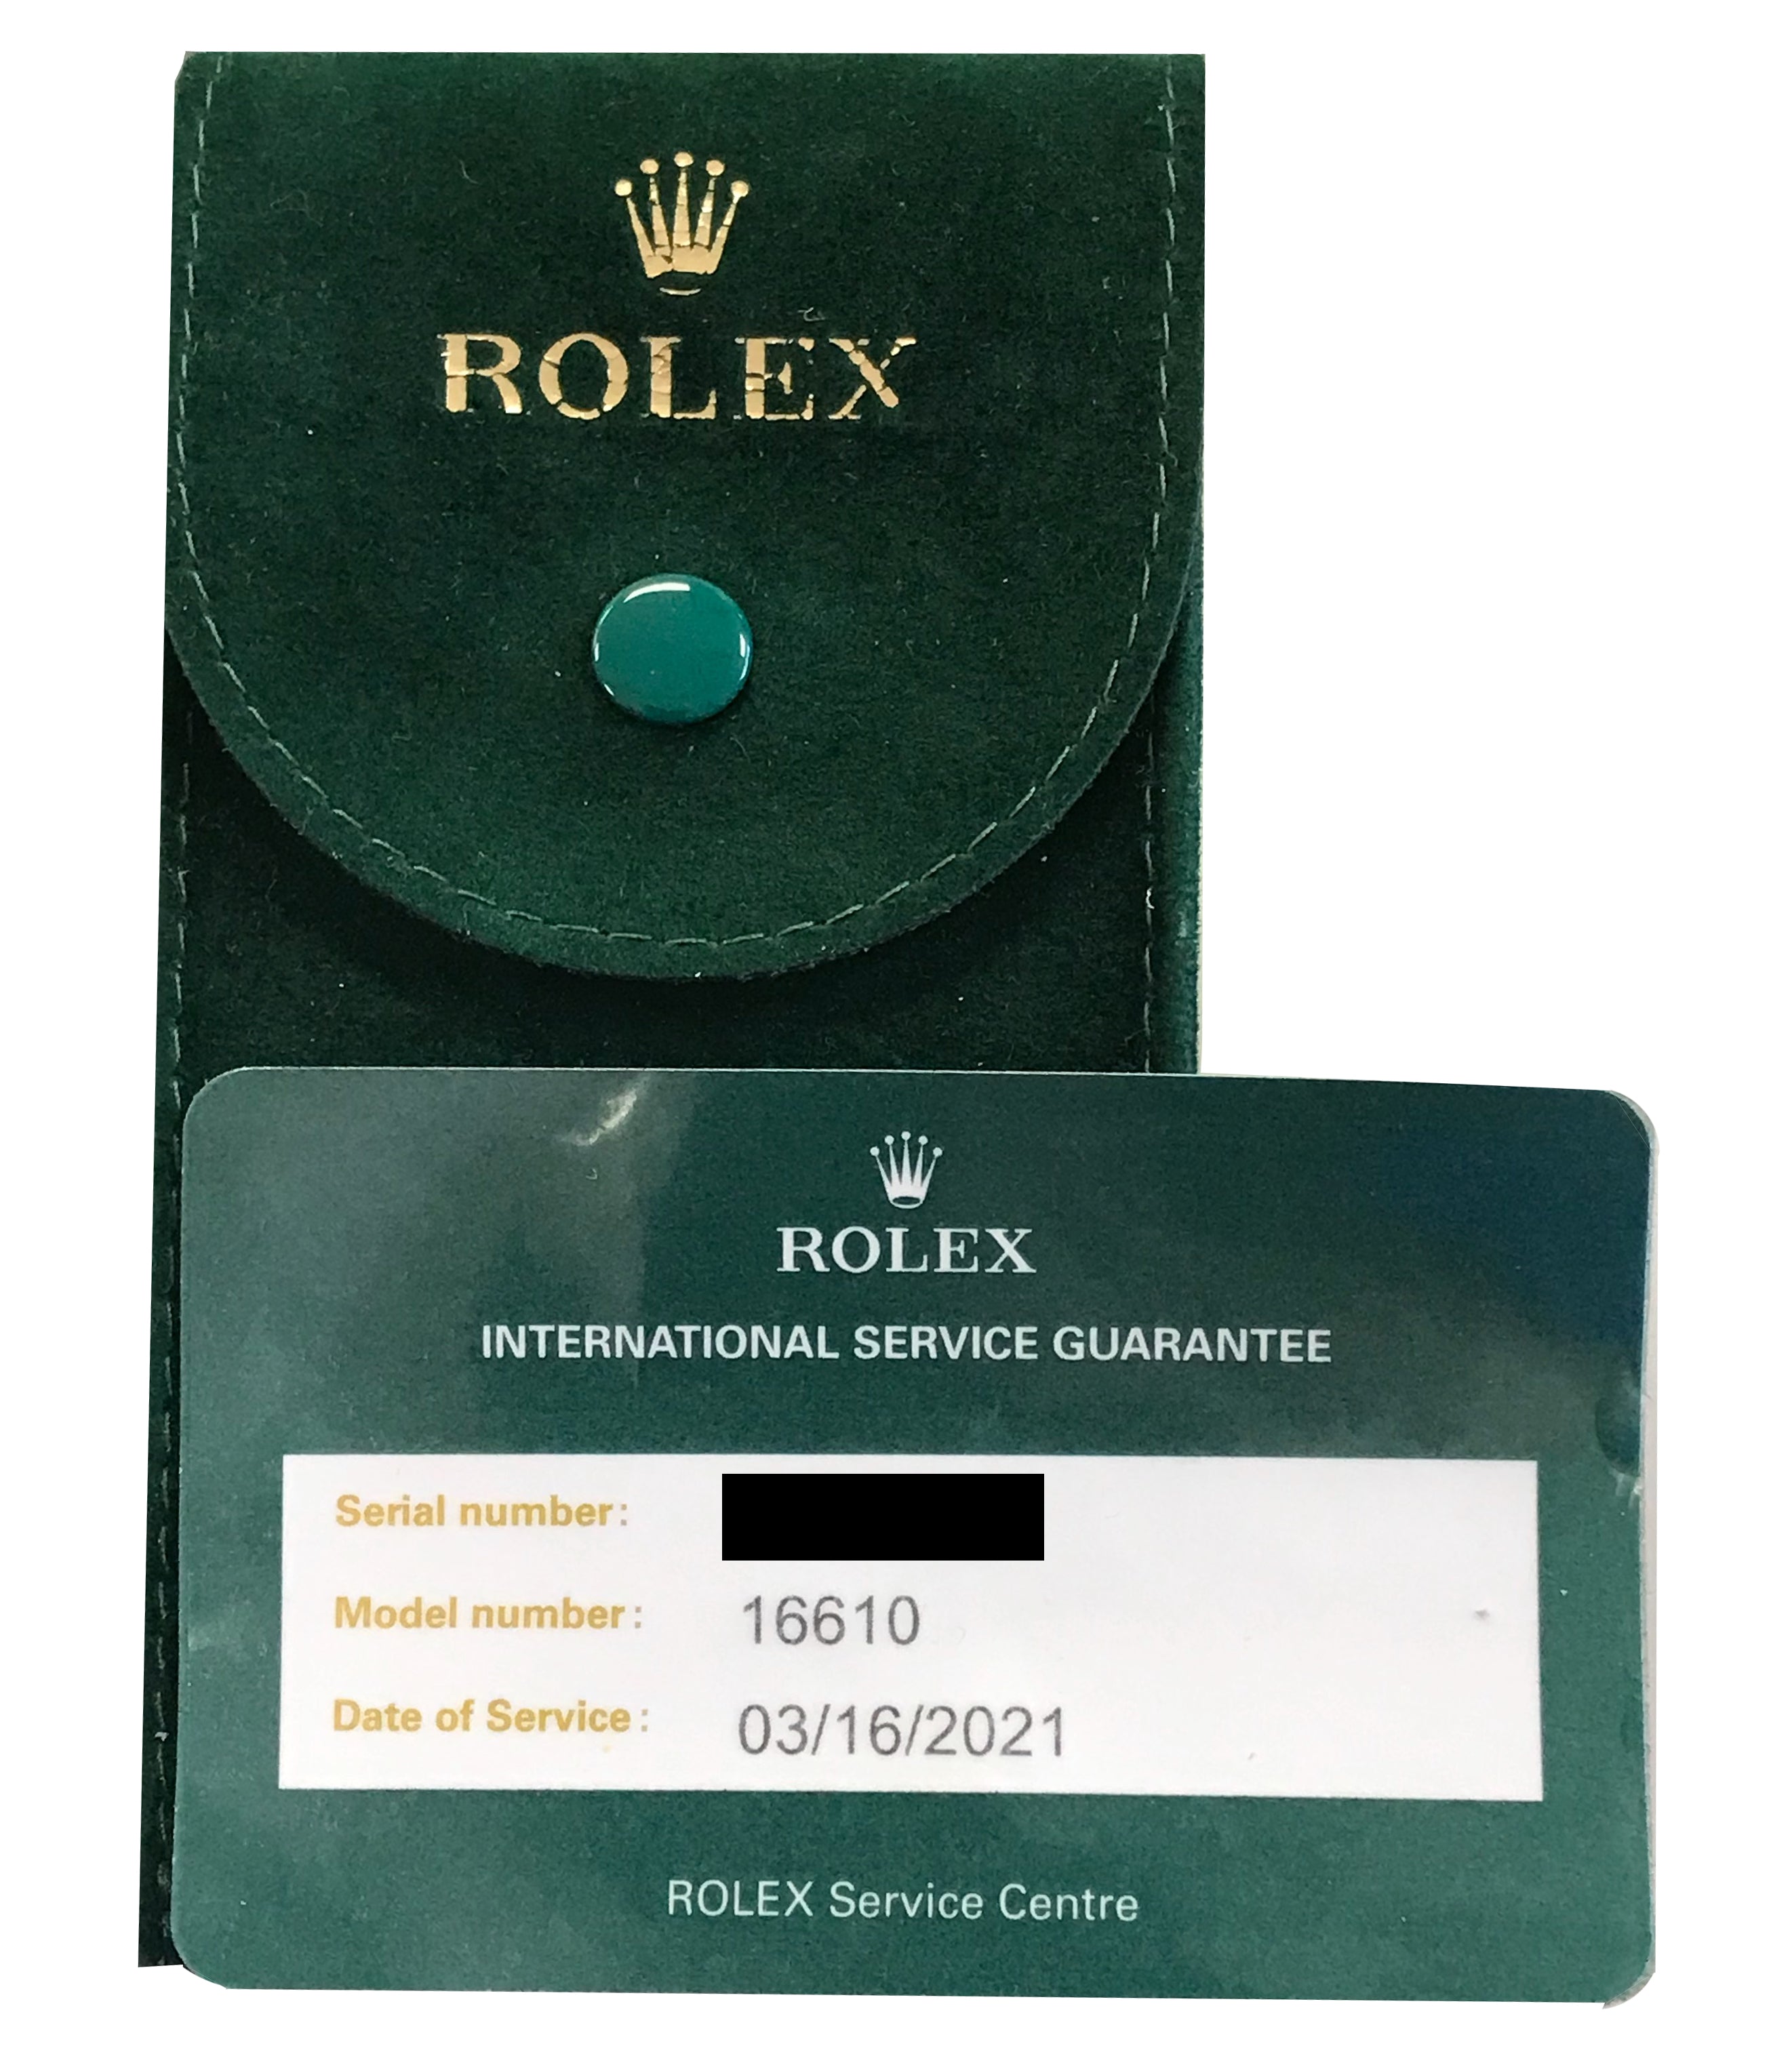 ROLEX
ROLEX
INTERNATIONAL SERVICE GUARANTEE
Serial number:
Model number: 16610
Date of Service: 03/16/2021
ROLEX Service Centre